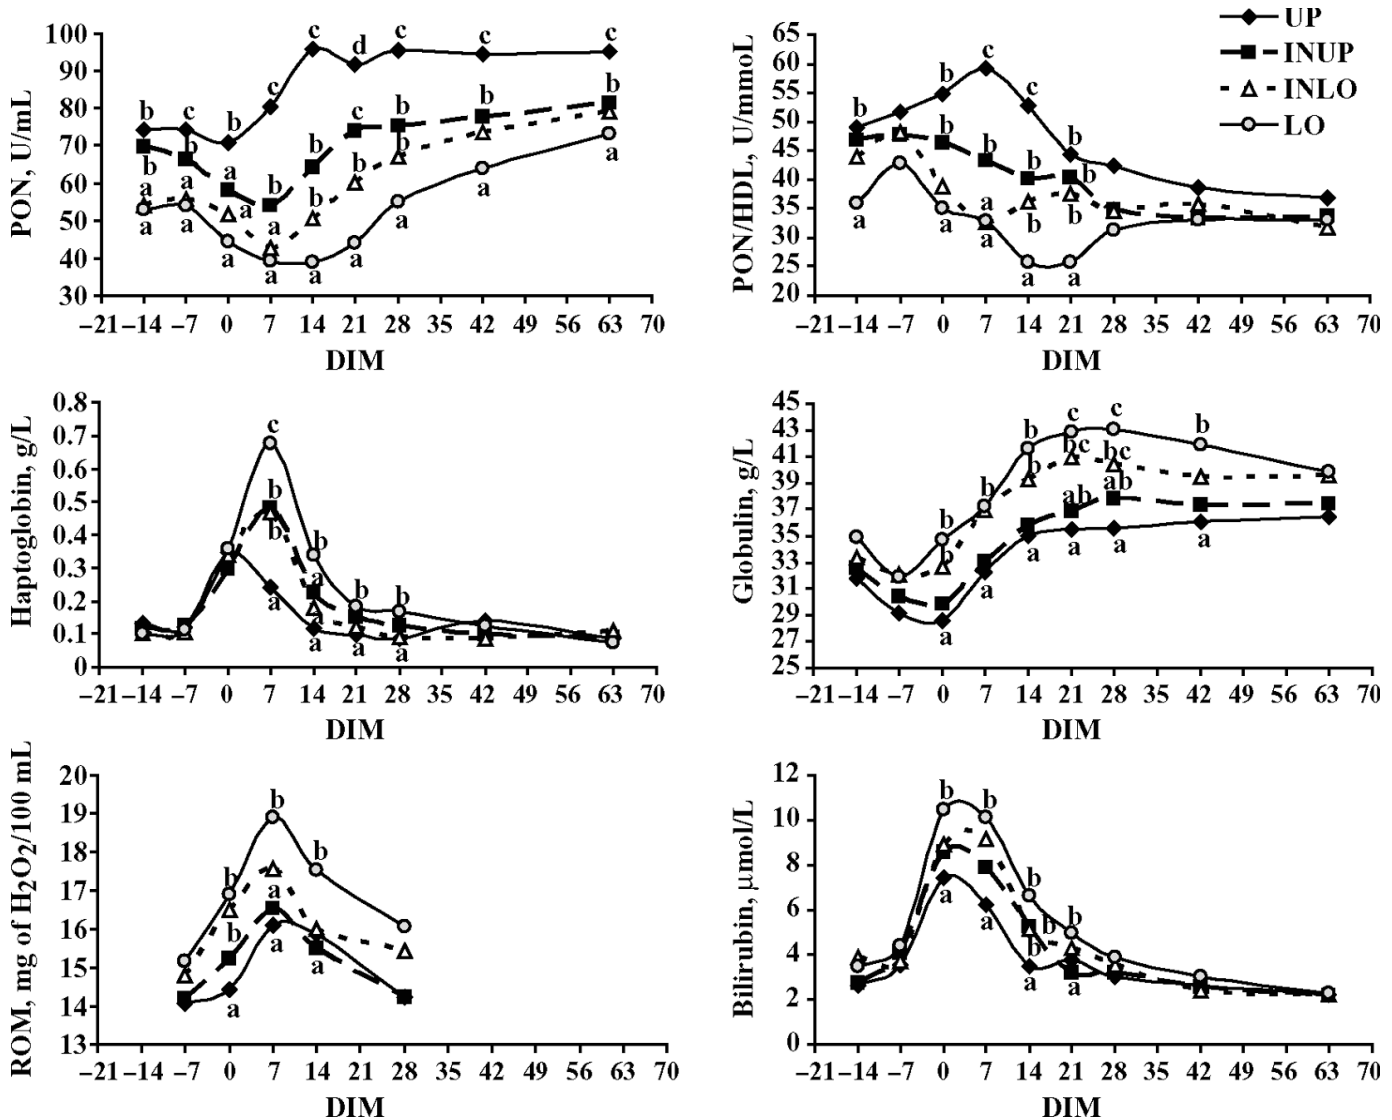 UP
INUP
INLO
LO
PON, U/mL
100
90
80
70
60
50
40
30
b c b c c d c c c
b b a a b c b b b
a a a a b b b b
a a a a a a a a
−21 −14 −7 0 7 14 21 28 35 42 49 56 63 70
DIM
PON/HDL, U/mmoL
65
60
55
50
45
40
35
30
25
20
b b c c b
b b b b
a a a b b
a a
−21 −14 −7 0 7 14 21 28 35 42 49 56 63 70
DIM
Haptoglobin, g/L
0.8
0.7
0.6
0.5
0.4
0.3
0.2
0.1
0
c
b
b b
a b b
a a a a
−21 −14 −7 0 7 14 21 28 35 42 49 56 63 70
DIM
Globulin, g/L
45
43
41
39
37
35
33
31
29
27
25
b b b c c b
b b bc bc
ab ab
a a a a a a
−21 −14 −7 0 7 14 21 28 35 42 49 56 63 70
DIM
ROM, mg of H2O2/100 mL
20
19
18
17
16
15
14
13
b b b
b a
a a a
−21 −14 −7 0 7 14 21 28 35 42 49 56 63 70
DIM
Bilirubin, μmol/L
12
10
8
6
4
2
0
b b b b
b b
a a a a
−21 −14 −7 0 7 14 21 28 35 42 49 56 63 70
DIM